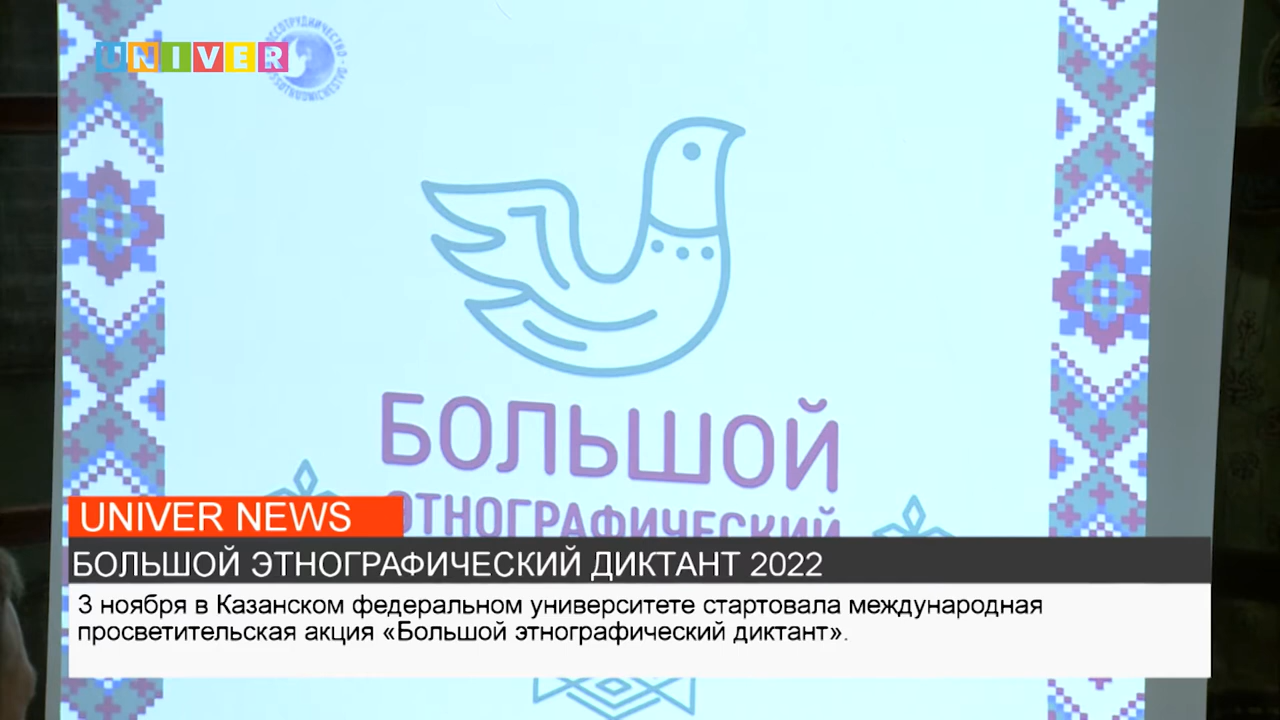 UNIVER
РОССОТРУДНИЧЕСТВО
БОЛЬШОЙ
ЭТНОГРАФИЧЕСКИЙ
UNIVER NEWS
БОЛЬШОЙ ЭТНОГРАФИЧЕСКИЙ ДИКТАНТ 2022
3 ноября в Казанском федеральном университете стартовала международная
просветительская акция «Большой этнографический диктант».